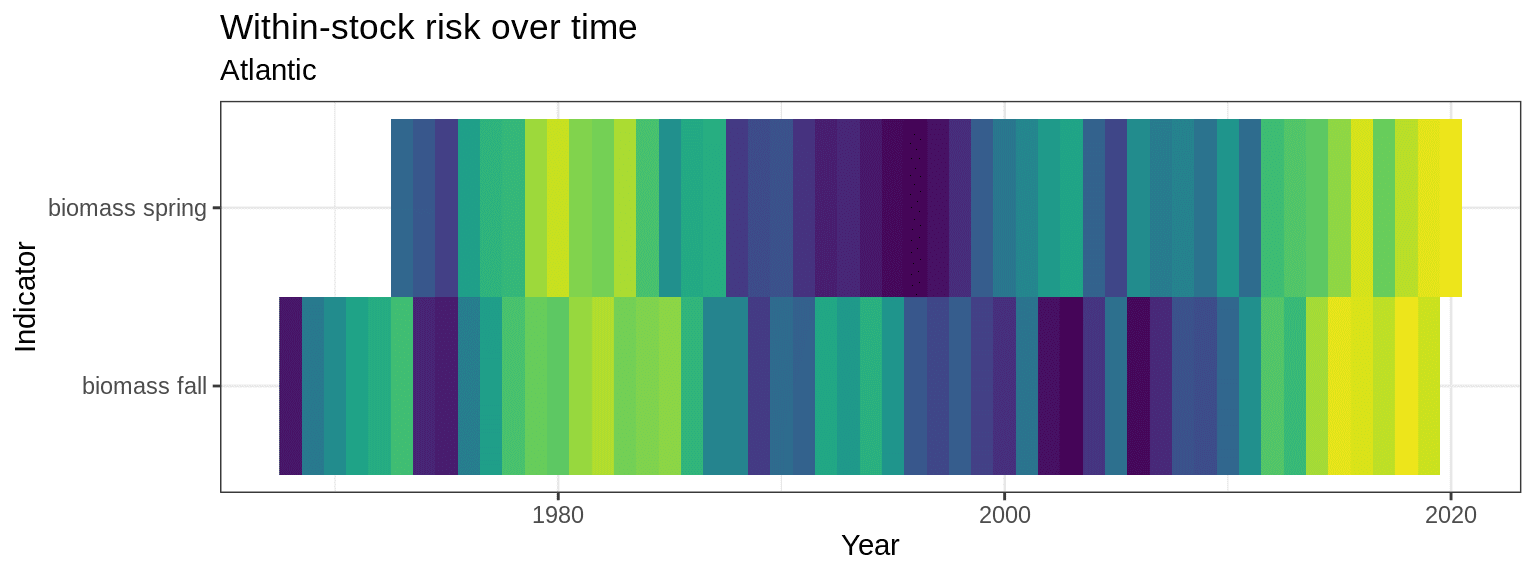 Within-stock risk over time
Atlantic
Indicator
biomass spring
biomass fall
1980
2000
2020
Year